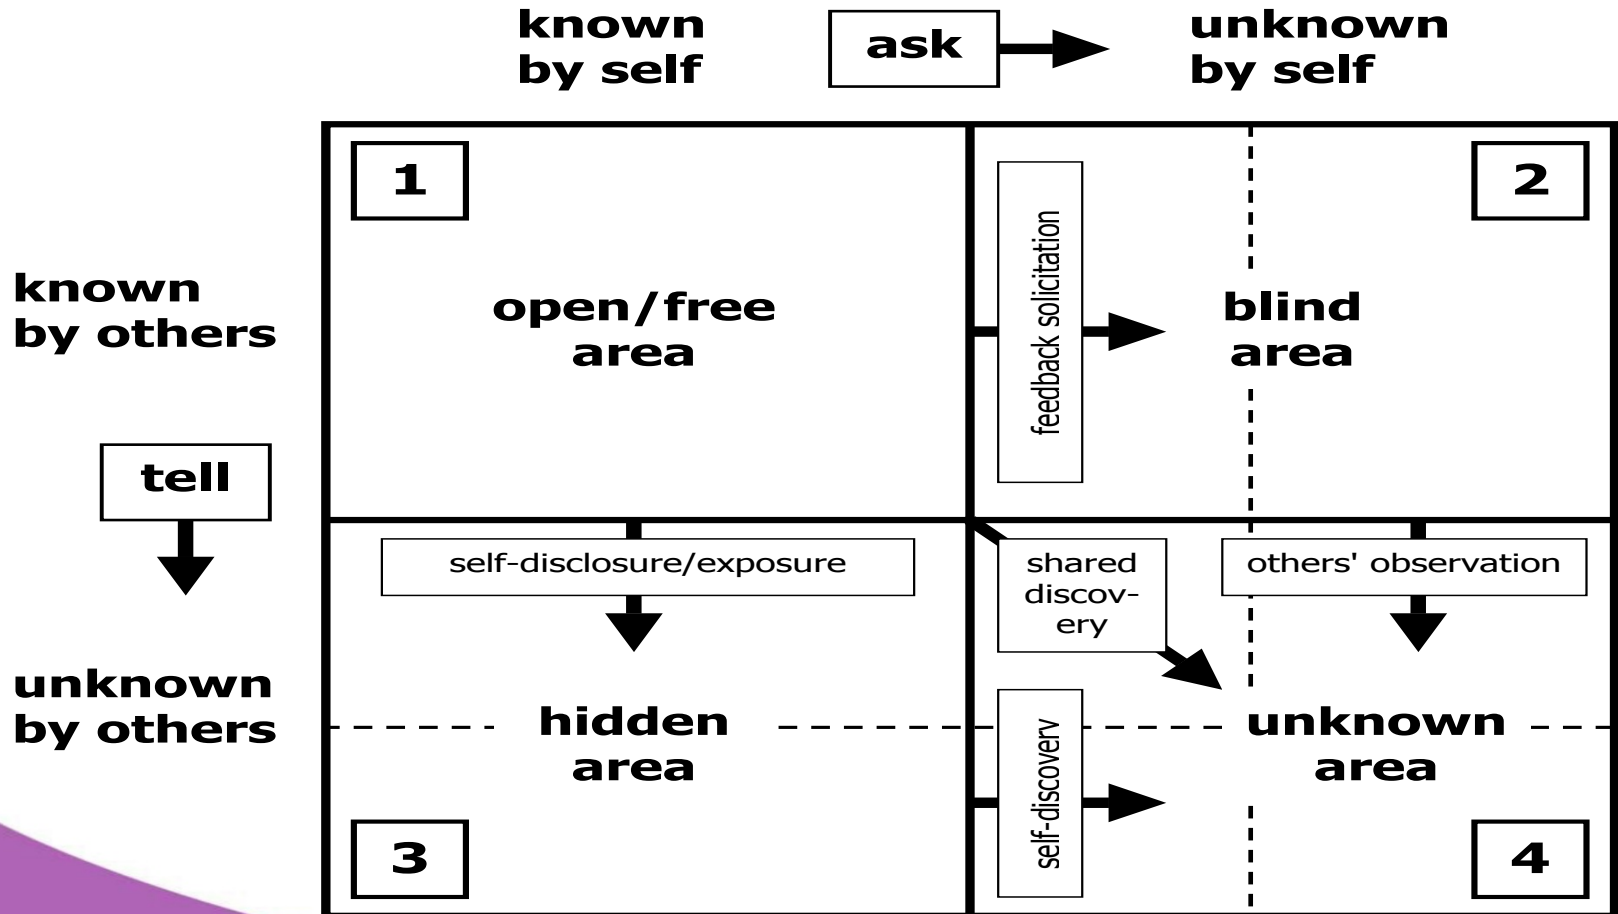 known
by self
ask
unknown
by self
1
2
known
by others
open/free
area
feedback solicitation
blind
area
tell
self-disclosure/exposure
shared
discov-
ery
others' observation
unknown
by others
hidden
area
self-discovery
unknown
area
3
4